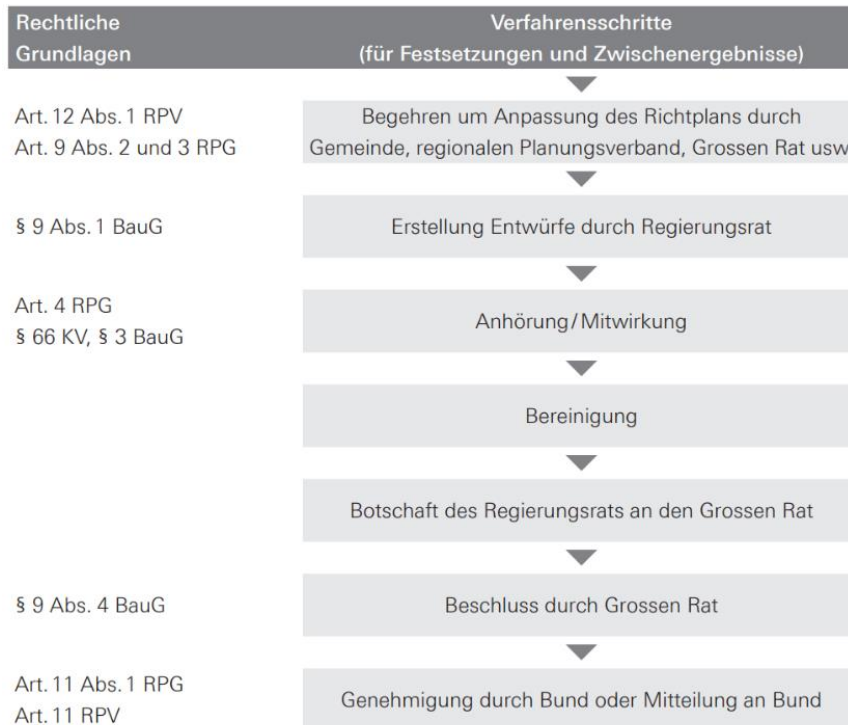 Rechtliche
Grundlagen
Verfahrensschritte
(für Festsetzungen und Zwischenergebnisse)
Art. 12 Abs. 1 RPV
Art. 9 Abs. 2 und 3 RPG
Begehren um Anpassung des Richtplans durch
Gemeinde, regionalen Planungsverband, Grossen Rat usw
§ 9 Abs. 1 BauG
Erstellung Entwürfe durch Regierungsrat
Art. 4 RPG
§ 66 KV, § 3 BauG
Anhörung/Mitwirkung
Bereinigung
Botschaft des Regierungsrats an den Grossen Rat
§ 9 Abs. 4 BauG
Beschluss durch Grossen Rat
Art. 11 Abs. 1 RPG
Art. 11 RPV
Genehmigung durch Bund oder Mitteilung an Bund